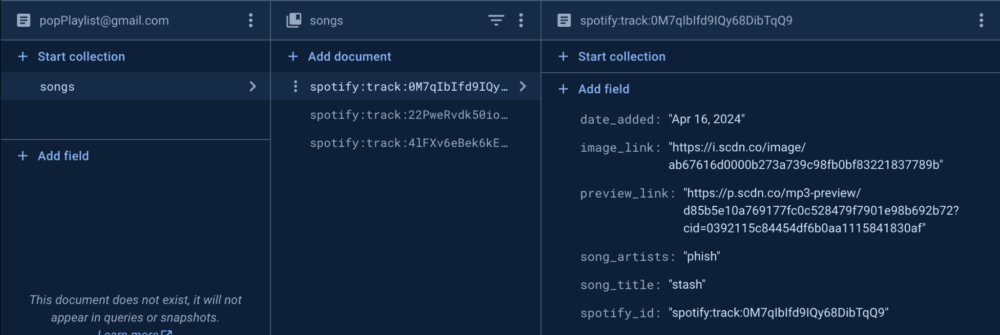 popPlaylist@gmail.com
Start collection
songs
Add field
This document does not exist, it will not
appear in queries or snapshots.
Learn more
songs
Add document
spotify:track:0M7qIbIfd9IQy…
spotify:track:22PweRvdk50io…
spotify:track:4lFXv6eBek6kE…
spotify:track:0M7qIbIfd9IQy68DibTqQ9
Start collection
Add field
date_added: "Apr 16, 2024"
image_link: "https://i.scdn.co/image/
ab67616d0000b273a739c98fb0bf83221837789b"
preview_link: "https://p.scdn.co/mp3-preview/
d85b5e10a769177fc0c528479f7901e98b692b72?
cid=0392115c84454df6b0aa1115841830af"
song_artists: "phish"
song_title: "stash"
spotify_id: "spotify:track:0M7qIbIfd9IQy68DibTqQ9"